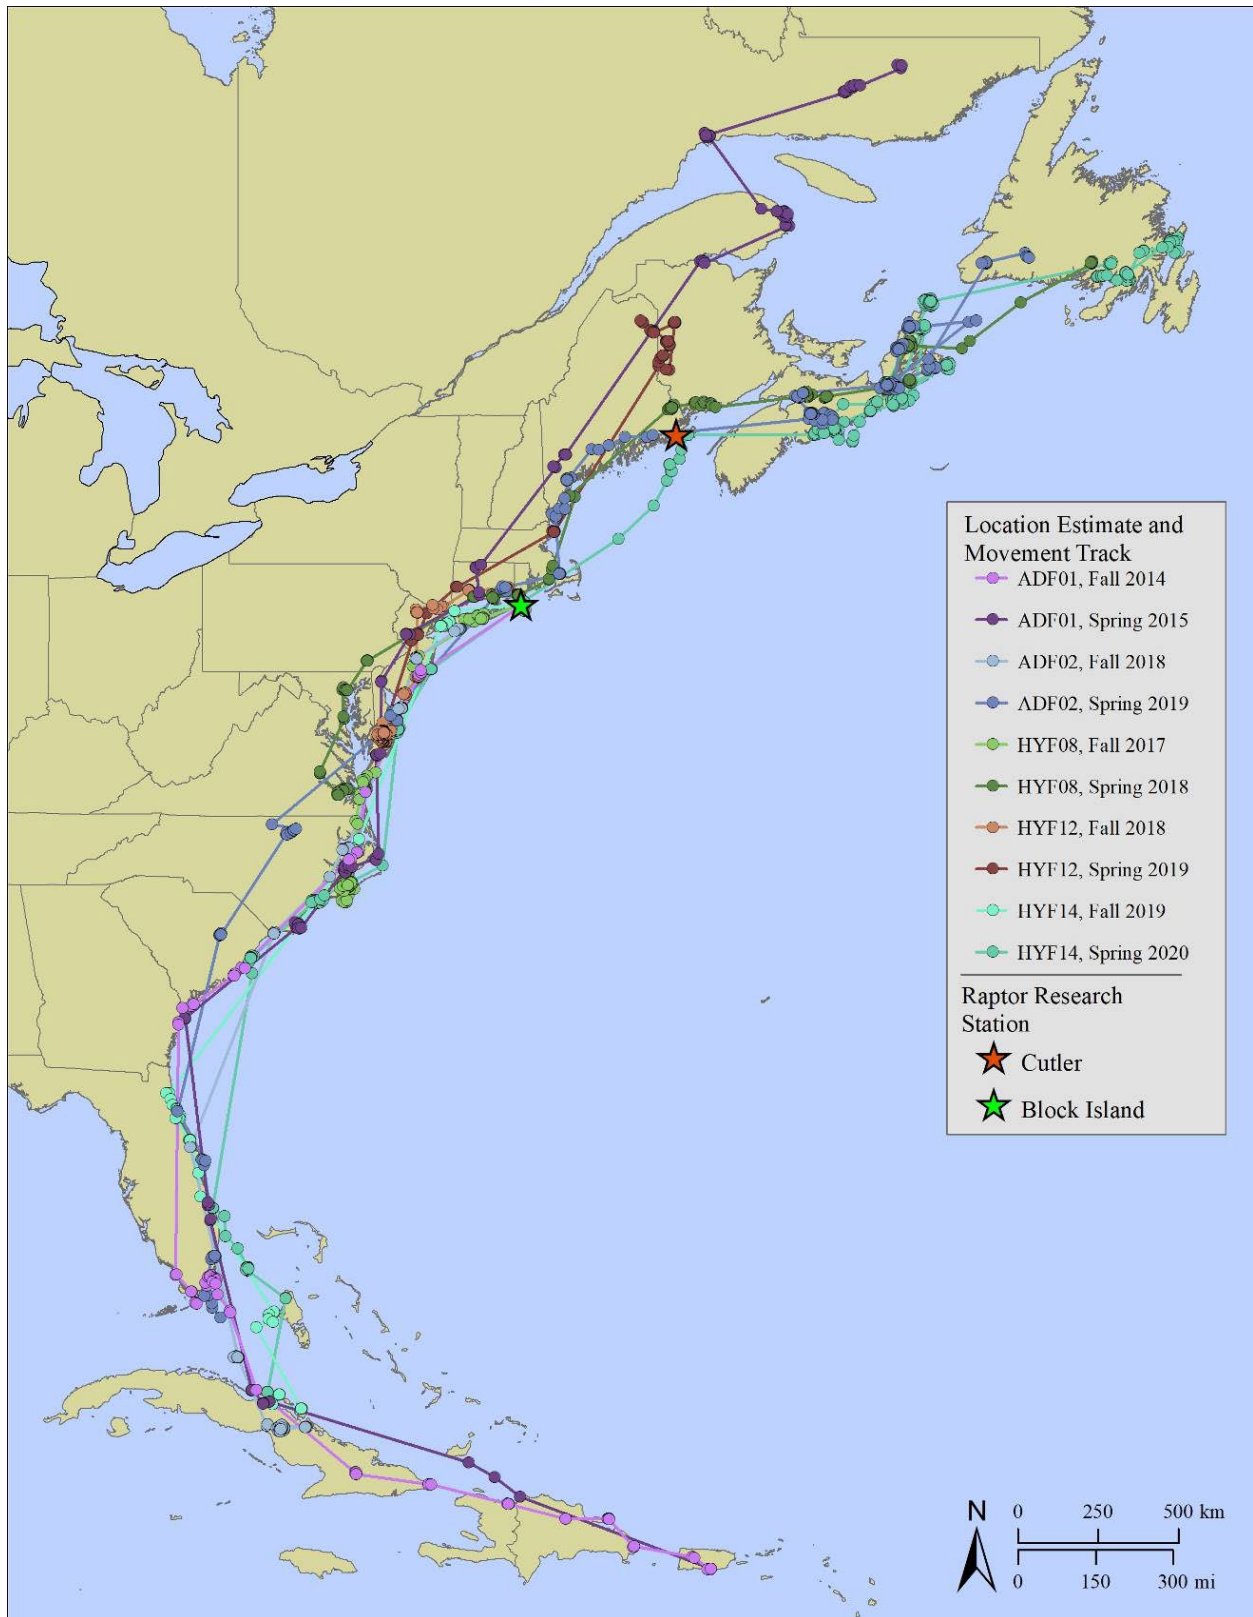 Location Estimate and
Movement Track
ADF01, Fall 2014
ADF01, Spring 2015
ADF02, Fall 2018
ADF02, Spring 2019
HYF08, Fall 2017
HYF08, Spring 2018
HYF12, Fall 2018
HYF12, Spring 2019
HYF14, Fall 2019
HYF14, Spring 2020
Raptor Research
Station
Cutler
Block Island
N
0 250 500 km
0 150 300 mi